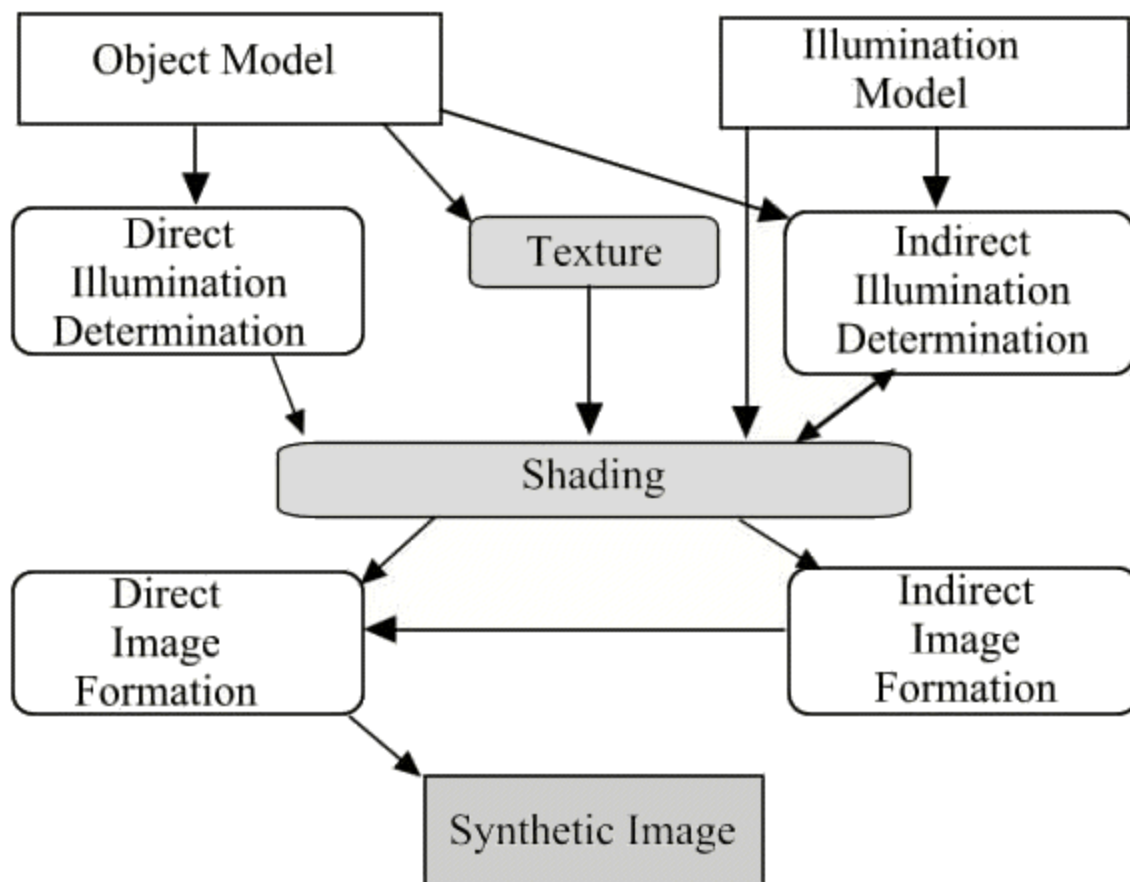 Object Model
Illumination
Model
Direct
Illumination
Determination
Texture
Indirect
Illumination
Determination
Shading
Direct
Image
Formation
Indirect
Image
Formation
Synthetic Image